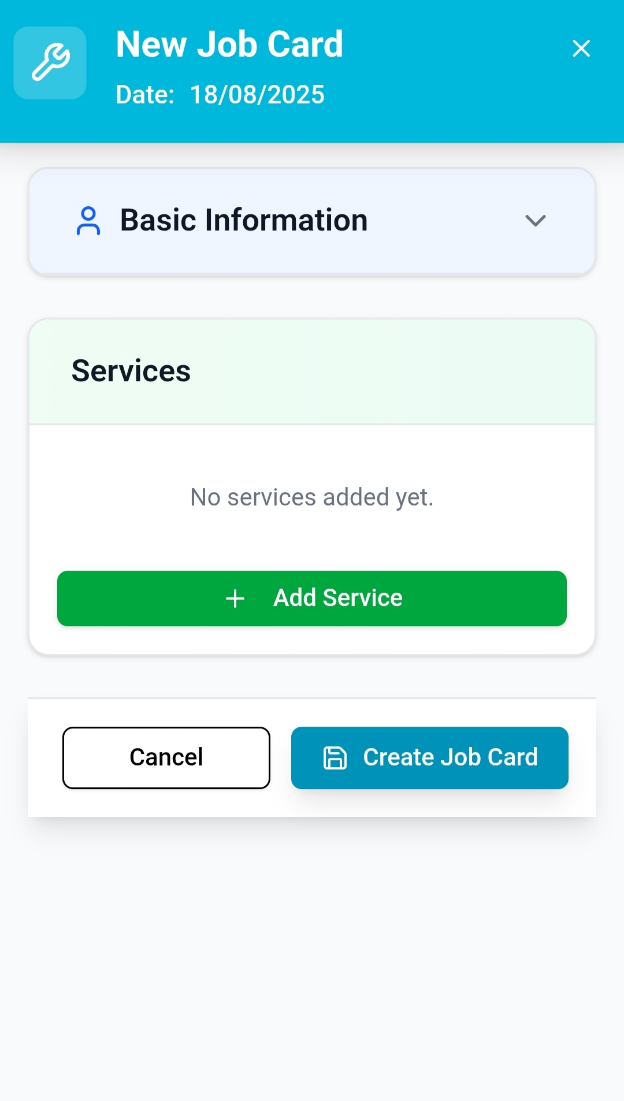 New Job Card
Date: 18/08/2025
Basic Information
Services
No services added yet.
Add Service
Cancel
Create Job Card